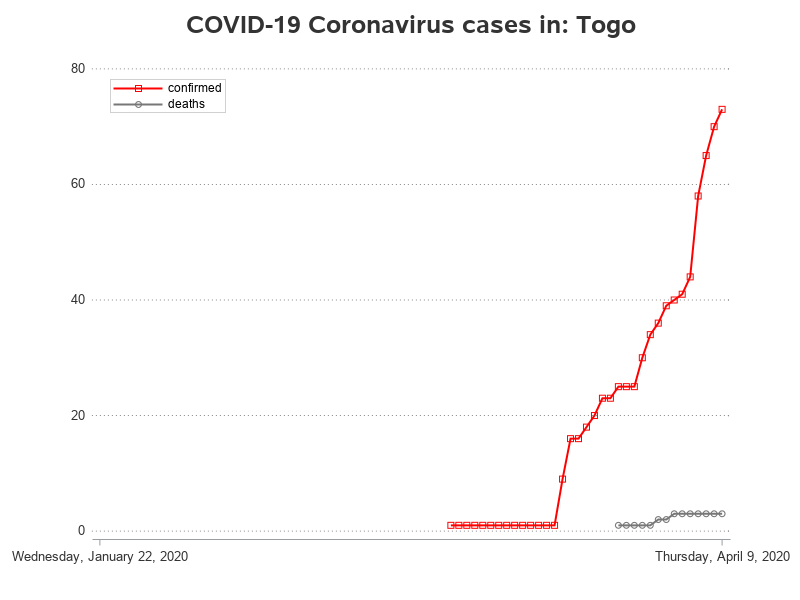 COVID-19 Coronavirus cases in: Togo
80
confirmed
deaths
60
40
20
0
Wednesday, January 22, 2020
Thursday, April 9, 2020